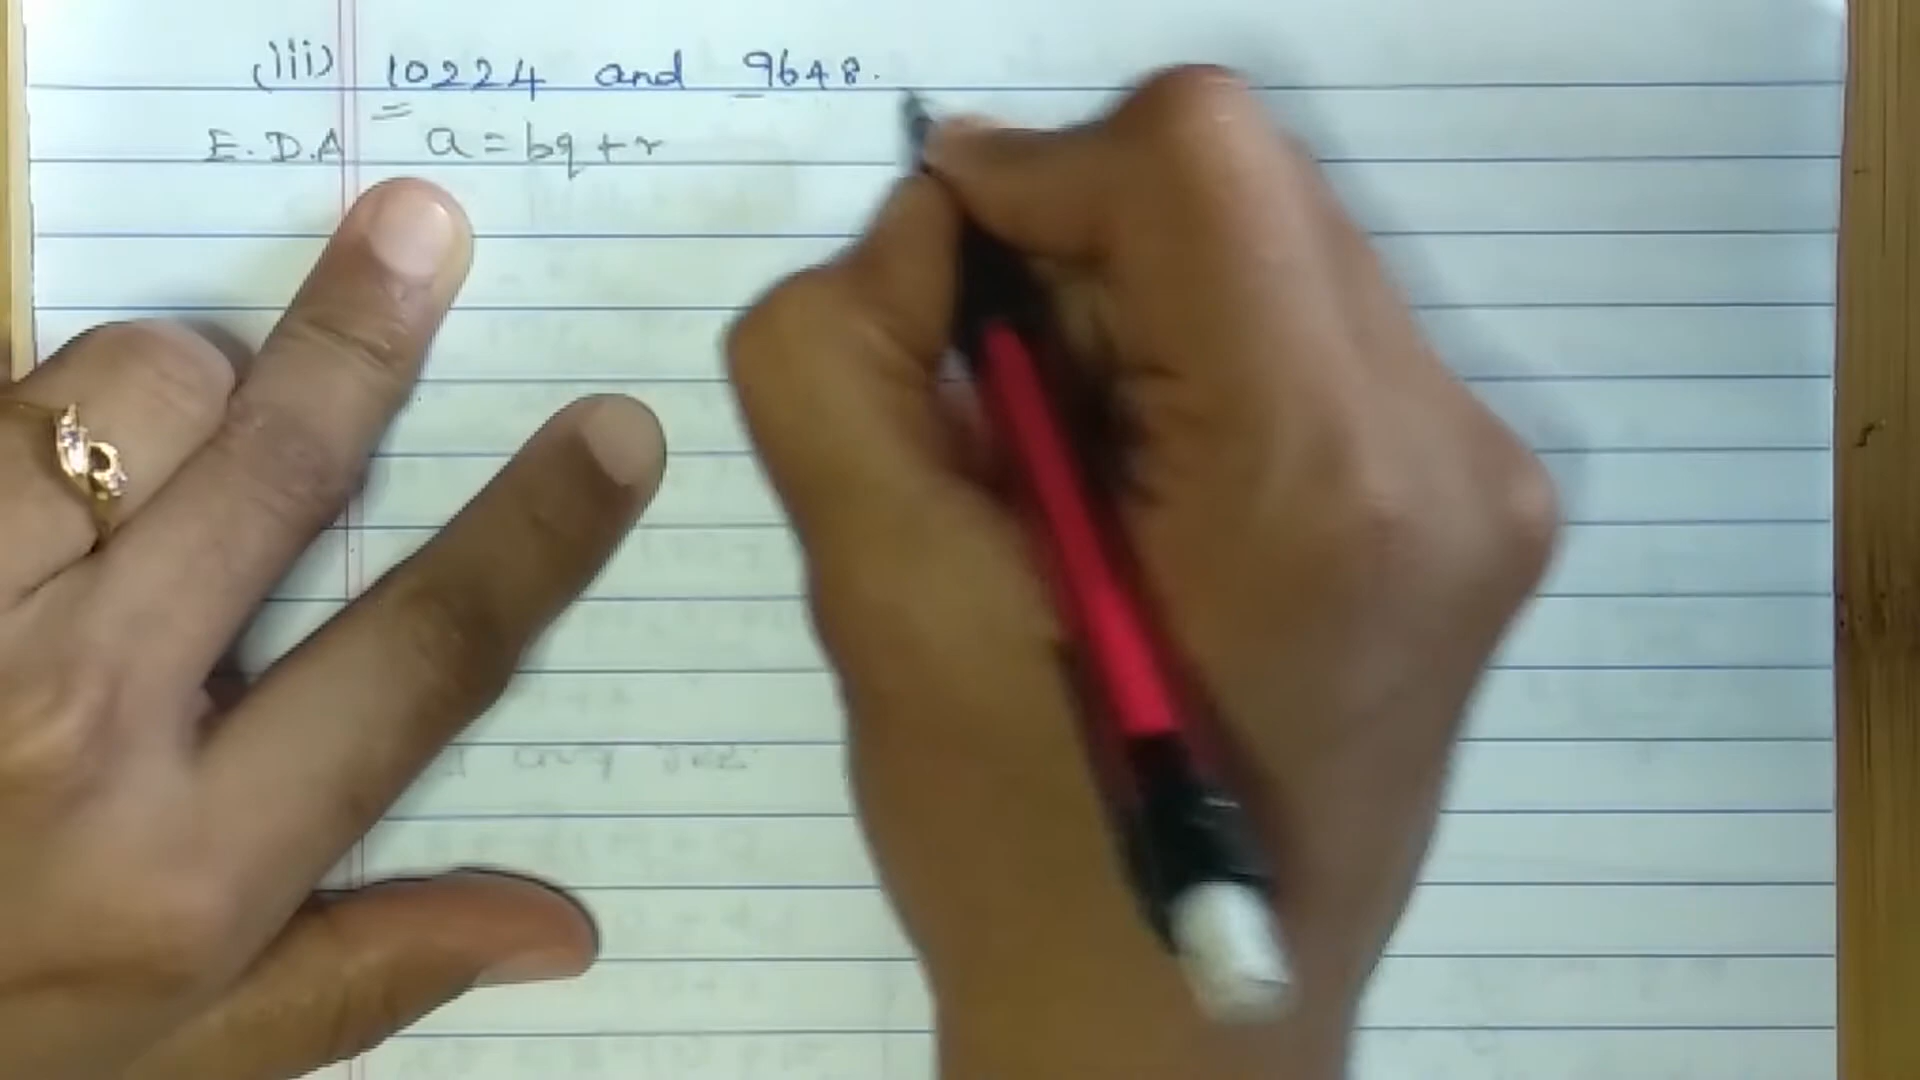 (iii) 10224 and 9648.
E.D.A a = bq + r